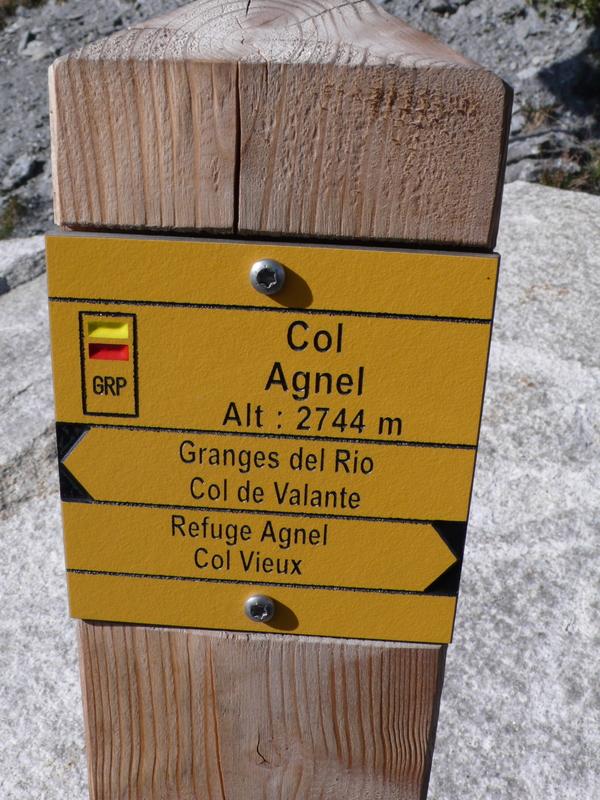 Col
Agnel
GRP
Alt : 2744 m
Granges del Rio
Col de Valante
Refuge Agnel
Col Vieux